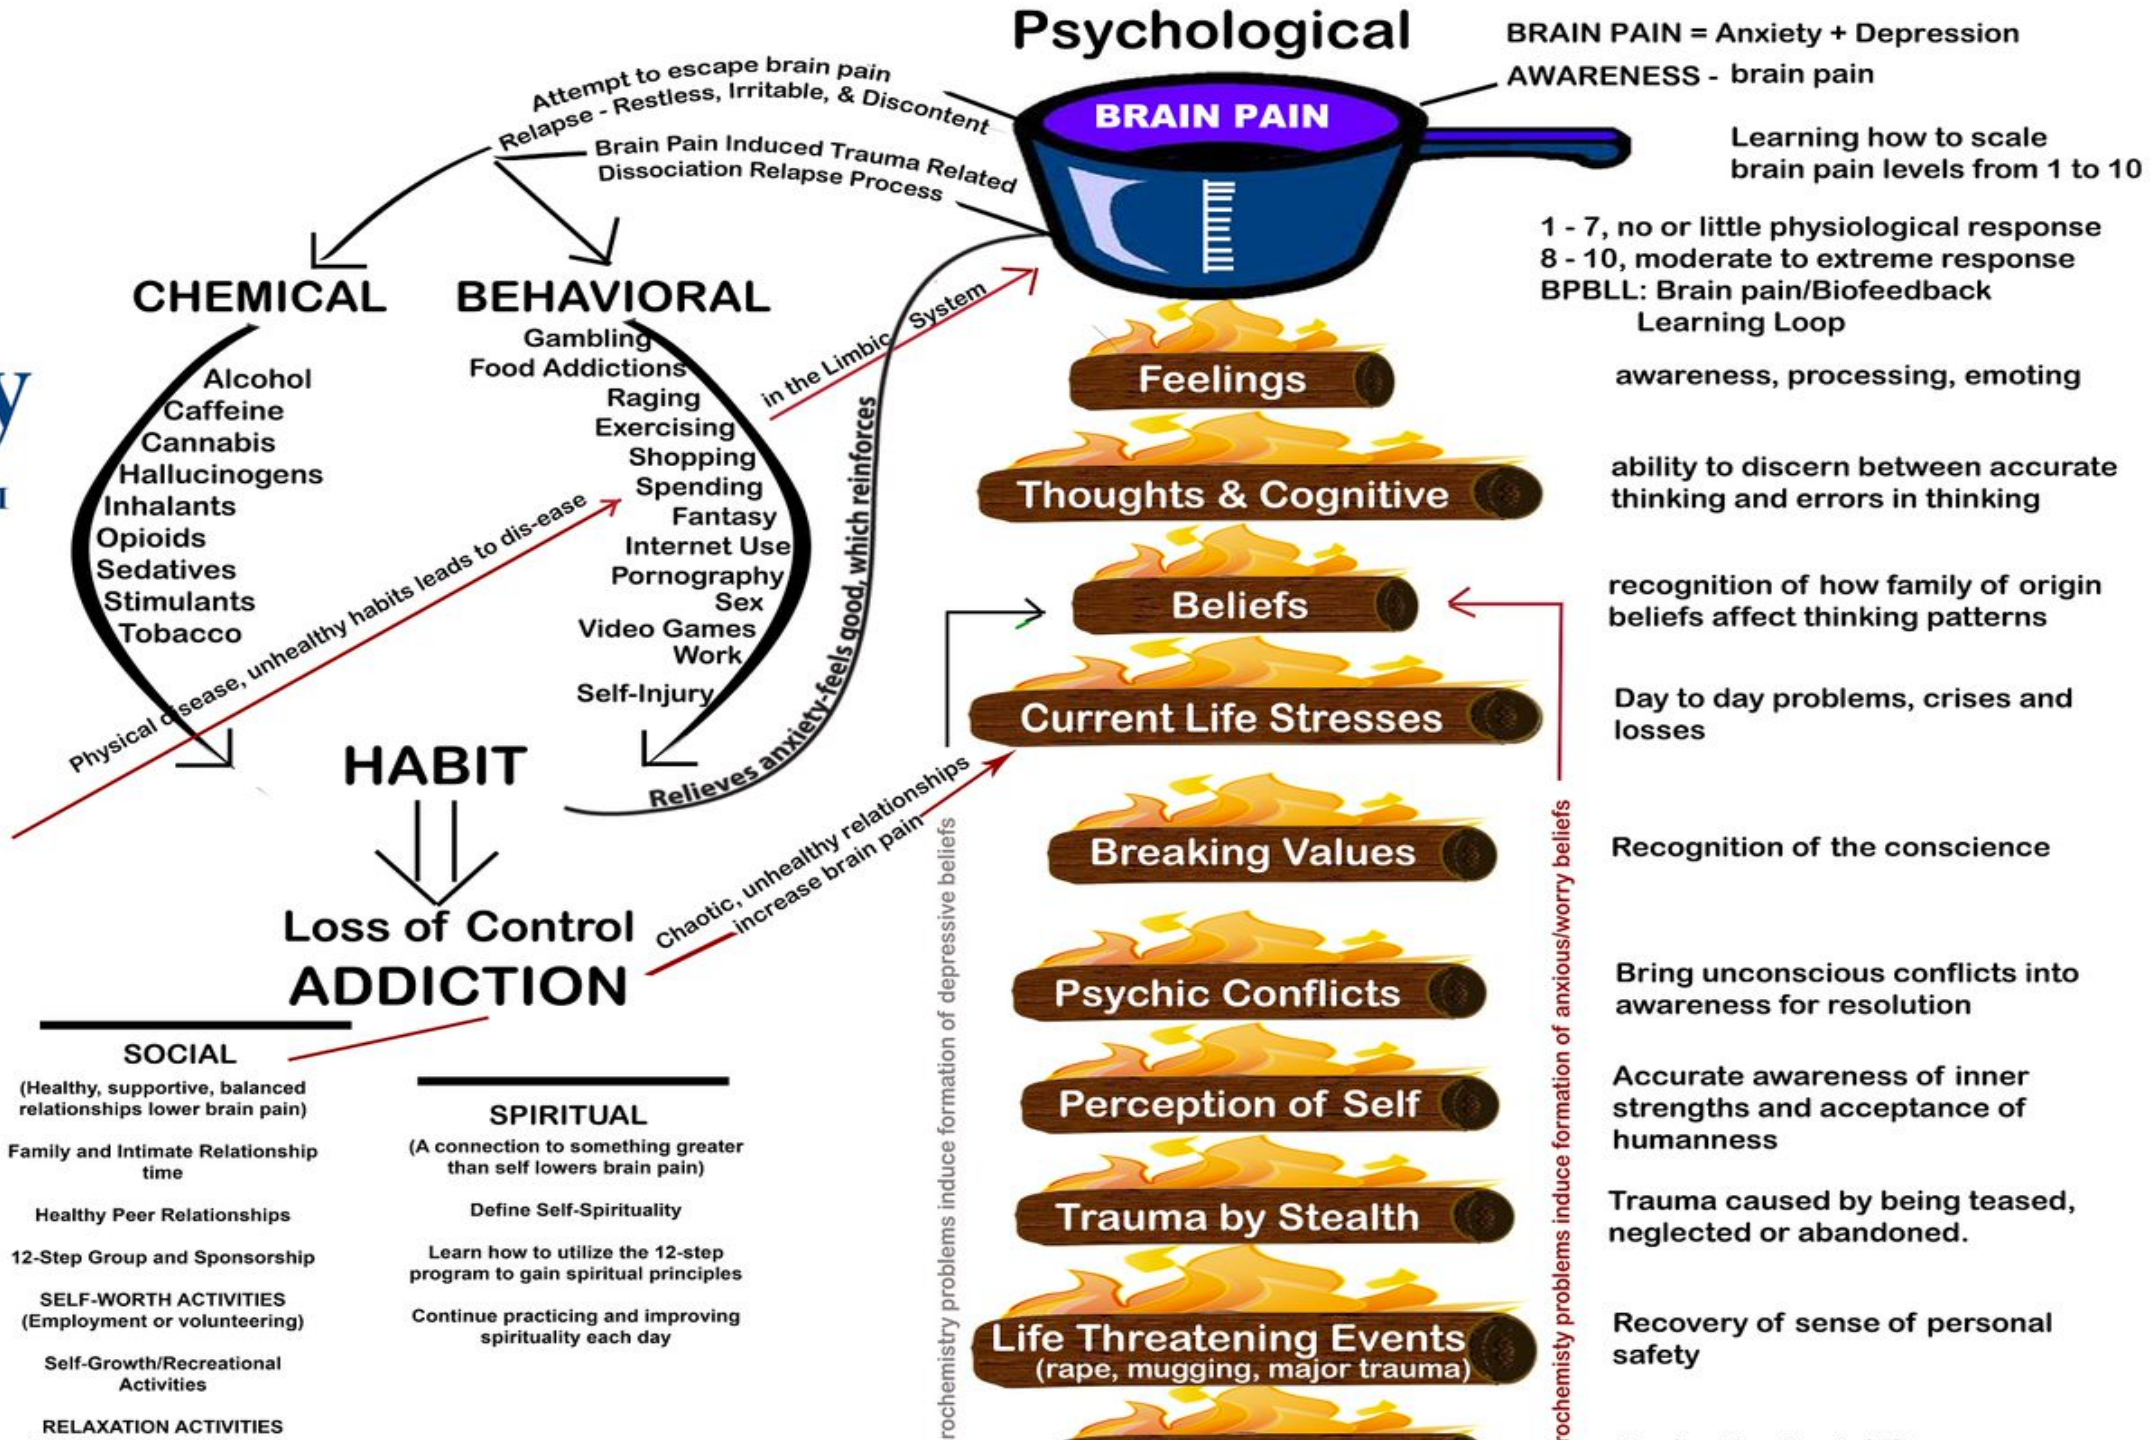 Psychological
BRAIN PAIN
BRAIN PAIN = Anxiety + Depression
AWARENESS - brain pain
Learning how to scale
brain pain levels from 1 to 10
1 - 7, no or little physiological response
8 - 10, moderate to extreme response
BPBLL: Brain pain/Biofeedback
Learning Loop
Attempt to escape brain pain
Relapse - Restless, Irritable, & Discontent
Brain Pain Induced Trauma Related
Dissociation Relapse Process
CHEMICAL
Alcohol
Caffeine
Cannabis
Hallucinogens
Inhalants
Opioids
Sedatives
Stimulants
Tobacco
BEHAVIORAL
Gambling
Food Addictions
Raging
Exercising
Shopping
Spending
Fantasy
Internet Use
Pornography
Sex
Video Games
Work
Self-Injury
in the Limbic System
Physical disease, unhealthy habits leads to dis-ease
Relieves anxiety-feels good, which reinforces
HABIT
Loss of Control
ADDICTION
Chaotic, unhealthy relationships
increase brain pain
SOCIAL
(Healthy, supportive, balanced
relationships lower brain pain)
Family and Intimate Relationship
time
Healthy Peer Relationships
12-Step Group and Sponsorship
SELF-WORTH ACTIVITIES
(Employment or volunteering)
Self-Growth/Recreational
Activities
RELAXATION ACTIVITIES
SPIRITUAL
(A connection to something greater
than self lowers brain pain)
Define Self-Spirituality
Learn how to utilize the 12-step
program to gain spiritual principles
Continue practicing and improving
spirituality each day
rochemistry problems induce formation of depressive beliefs
Feelings
awareness, processing, emoting
Thoughts & Cognitive
ability to discern between accurate
thinking and errors in thinking
Beliefs
recognition of how family of origin
beliefs affect thinking patterns
Current Life Stresses
Day to day problems, crises and
losses
Breaking Values
Recognition of the conscience
Psychic Conflicts
Bring unconscious conflicts into
awareness for resolution
Perception of Self
Accurate awareness of inner
strengths and acceptance of
humanness
Trauma by Stealth
Trauma caused by being teased,
neglected or abandoned.
Life Threatening Events
(rape, mugging, major trauma)
Recovery of sense of personal
safety
rochemisty problems induce formation of anxious/worry beliefs